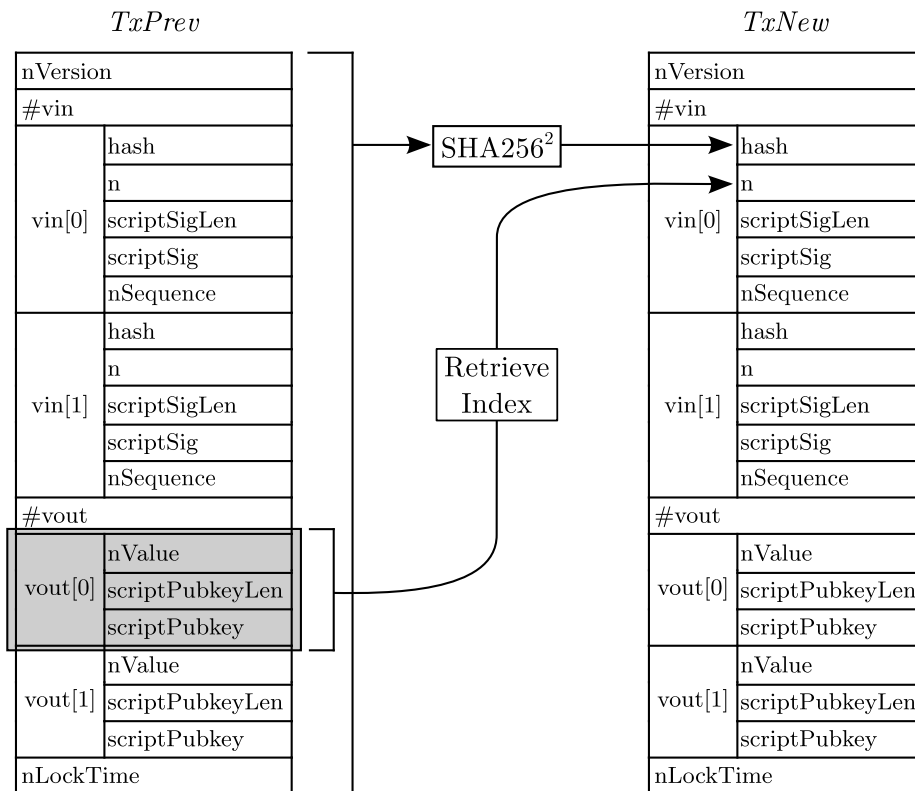 TxPrev
nVersion
#vin
vin[0]
hash
n
scriptSigLen
scriptSig
nSequence
vin[1]
hash
n
scriptSigLen
scriptSig
nSequence
#vout
vout[0]
nValue
scriptPubkeyLen
scriptPubkey
vout[1]
nValue
scriptPubkeyLen
scriptPubkey
nLockTime
SHA256²
Retrieve
Index
TxNew
nVersion
#vin
vin[0]
hash
n
scriptSigLen
scriptSig
nSequence
vin[1]
hash
n
scriptSigLen
scriptSig
nSequence
#vout
vout[0]
nValue
scriptPubkeyLen
scriptPubkey
vout[1]
nValue
scriptPubkeyLen
scriptPubkey
nLockTime